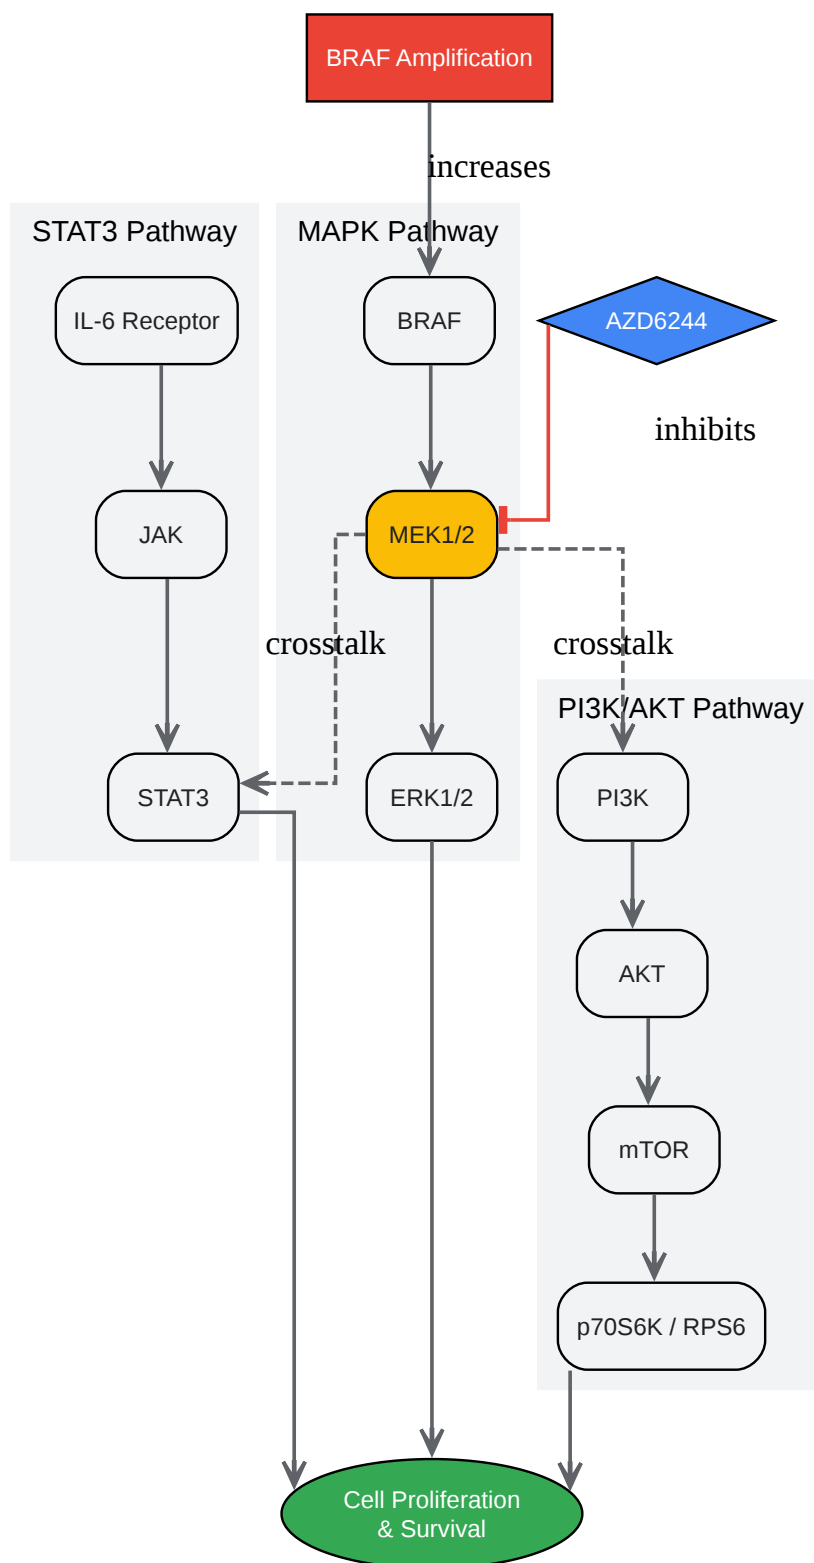 BRAF Amplification
increases
STAT3 Pathway
MAPK Pathway
IL-6 Receptor
BRAF
AZD6244
inhibits
JAK
MEK1/2
crosstalk
crosstalk
PI3K/AKT Pathway
STAT3
ERK1/2
PI3K
AKT
mTOR
p70S6K / RPS6
Cell Proliferation
& Survival